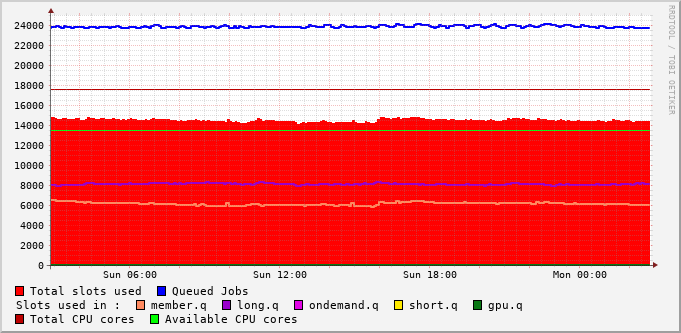 RRDTOOL / TOBI OETIKER
24000
22000
20000
18000
16000
14000
12000
10000
8000
6000
4000
2000
0
Sun 06:00 Sun 12:00 Sun 18:00 Mon 00:00
Total slots used Queued Jobs
Slots used in : member.q long.q ondemand.q short.q gpu.q
Total CPU cores Available CPU cores